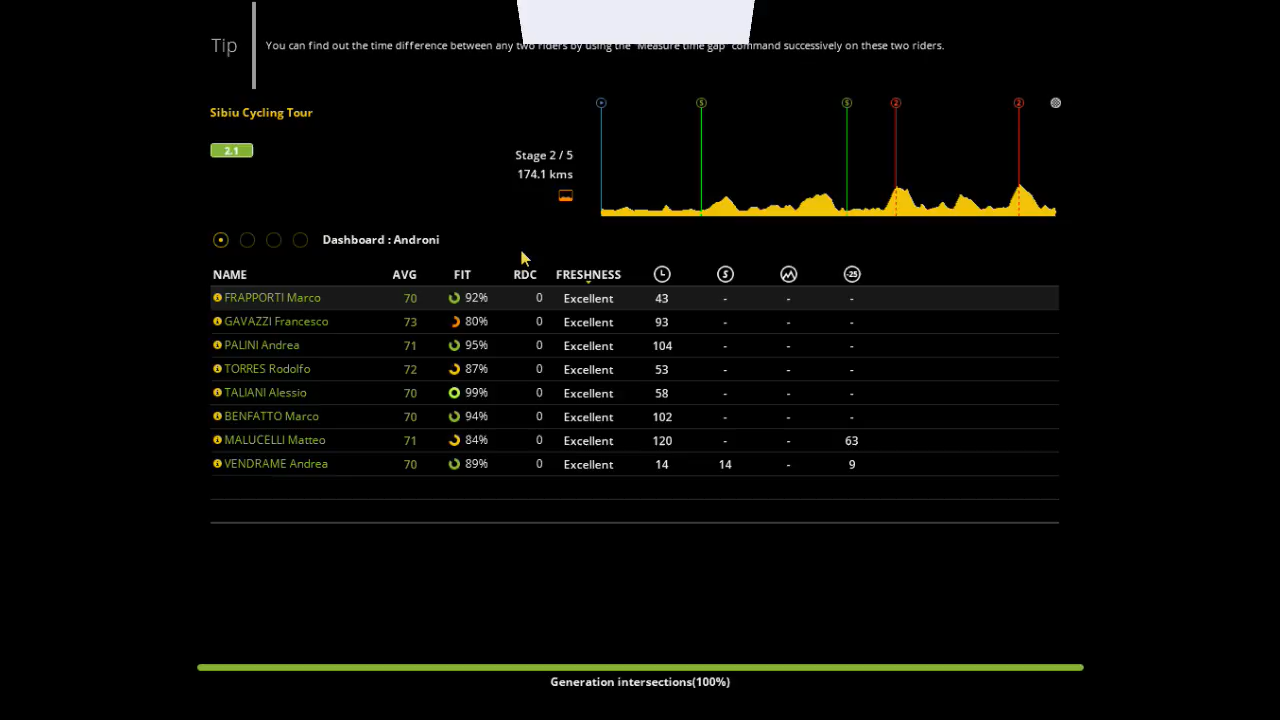 Tip
You can find out the time difference between any two riders by using the "Measure time gap" command successively on these two riders.
Sibiu Cycling Tour
2.1
Stage 2 / 5
174.1 kms
S S 2 2
Dashboard : Androni
NAME AVG FIT RDC FRESHNESS S -25
FRAPPORTI Marco 70 92% 0 Excellent 43 - - -
GAVAZZI Francesco 73 80% 0 Excellent 93 - - -
PALINI Andrea 71 95% 0 Excellent 104 - - -
TORRES Rodolfo 72 87% 0 Excellent 53 - - -
TALIANI Alessio 70 99% 0 Excellent 58 - - -
BENFATTO Marco 70 94% 0 Excellent 102 - - -
MALUCELLI Matteo 71 84% 0 Excellent 120 - - 63
VENDRAME Andrea 70 89% 0 Excellent 14 14 - 9
Generation intersections(100%)